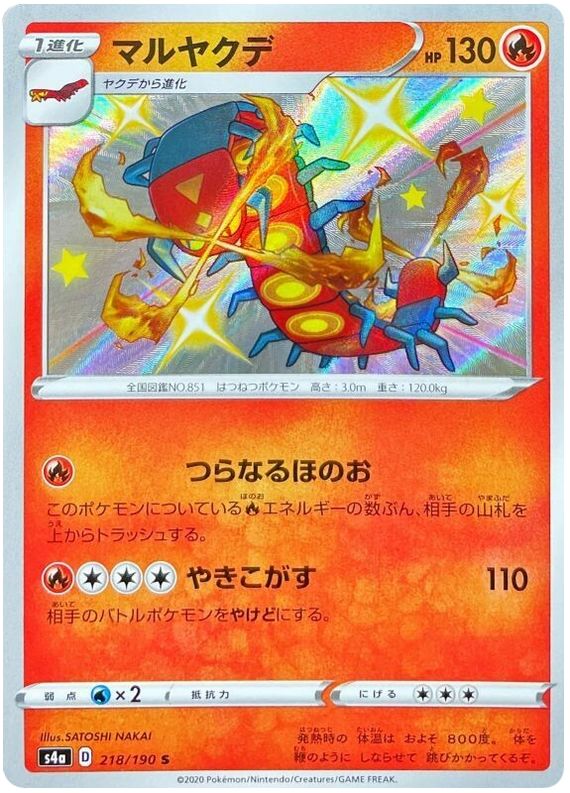 1進化
マルヤクデ
HP 130
ヤクデから進化
全国図鑑NO.851 はつねつポケモン 高さ：3.0m 重さ：120.0kg
つらなるほのお
このポケモンについているエネルギーの数ぶん、相手の山札を
上からトラッシュする。
やきこがす 110
相手のバトルポケモンをやけどにする。
弱点 ×2 抵抗力 にげる
Illus.SATOSHI NAKAI
発熱時の 体温は およそ 800度。 体を
鞭のように しならせて 跳びかかってくる。
s4a D 218/190 S
©2020 Pokémon/Nintendo/Creatures/GAME FREAK.